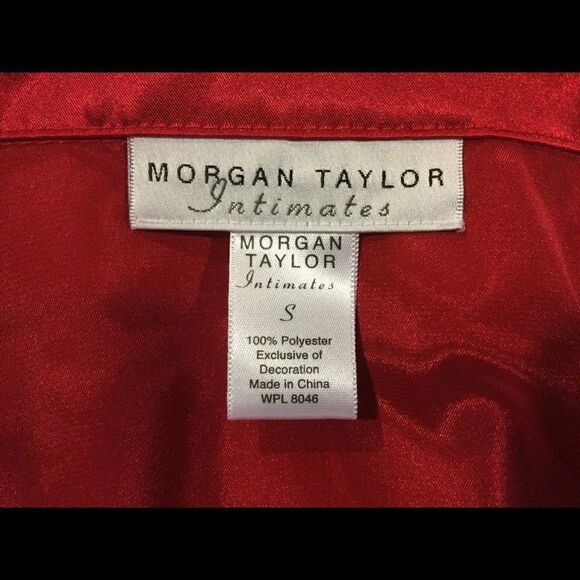 MORGAN TAYLOR
Intimates
MORGAN
TAYLOR
Intimates
S
100% Polyester
Exclusive of
Decoration
Made in China
WPL 8046